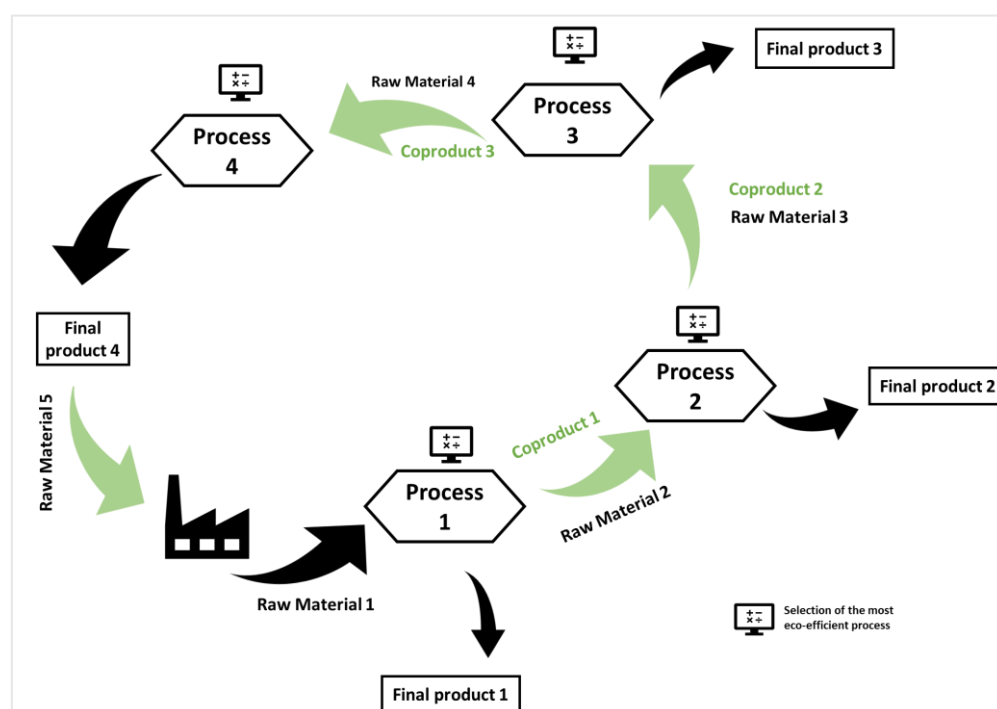 Final product 3
Raw Material 4
Process
3
Process
4
Coproduct 3
Coproduct 2
Raw Material 3
Final
product 4
Process
2
Final product 2
Raw Material 5
Coproduct 1
Process
1
Raw Material 2
Raw Material 1
Selection of the most
eco-efficient process
Final product 1